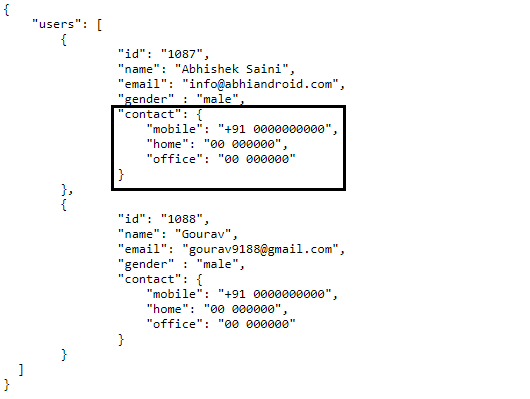 {
"users": [
{
"id": "1087",
"name": "Abhishek Saini",
"email": "info@abhiandroid.com",
"gender" : "male",
"contact": {
"mobile": "+91 0000000000",
"home": "00 000000",
"office": "00 000000"
}
},
{
"id": "1088",
"name": "Gourav",
"email": "gourav9188@gmail.com",
"gender" : "male",
"contact": {
"mobile": "+91 0000000000",
"home": "00 000000",
"office": "00 000000"
}
}
]
}